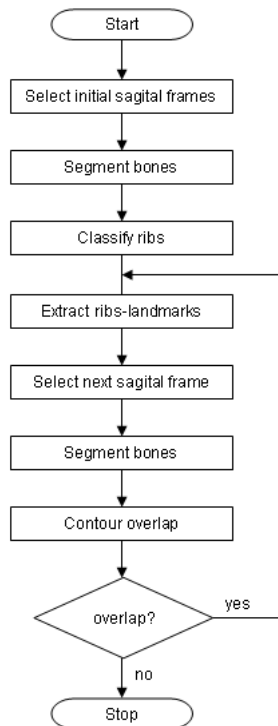 Start
Select initial sagital frames
Segment bones
Classify ribs
Extract ribs-landmarks
Select next sagital frame
Segment bones
Contour overlap
overlap?
yes
no
Stop